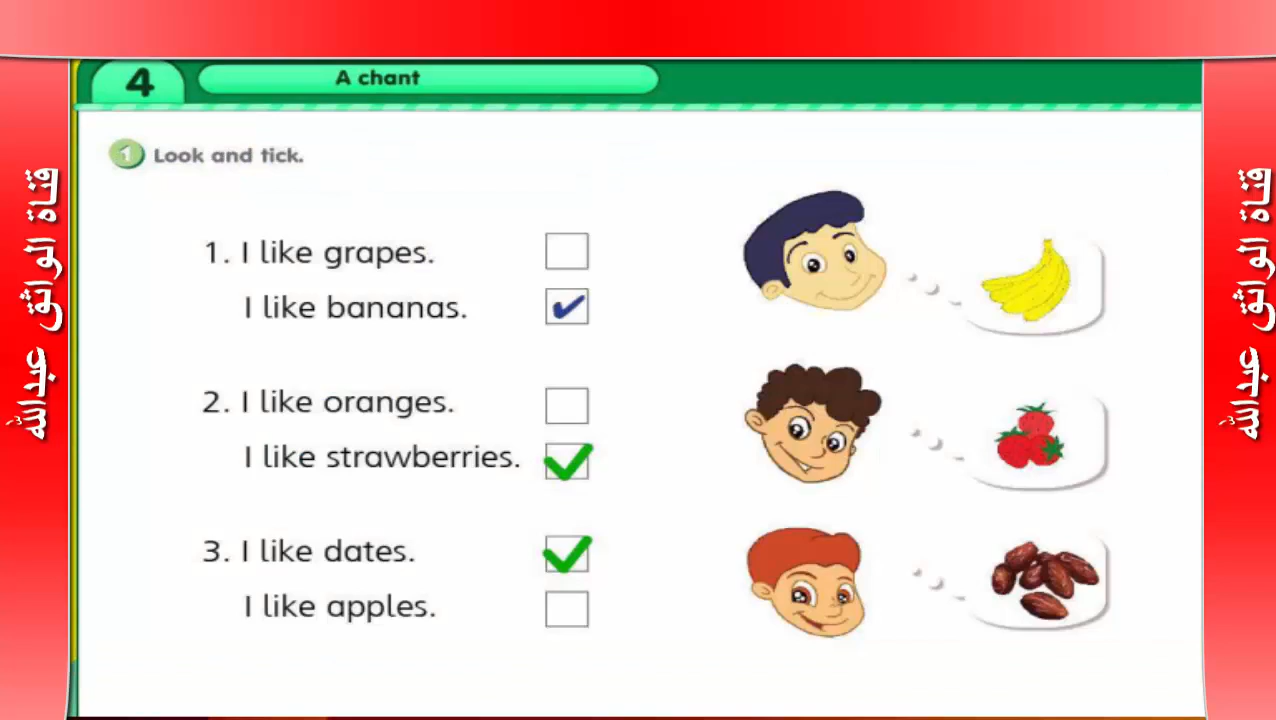 4
A chant
1 Look and tick.
1. I like grapes.
I like bananas.
2. I like oranges.
I like strawberries.
3. I like dates.
I like apples.
قناة الواثق عبدالله
قناة الواثق عبدالله